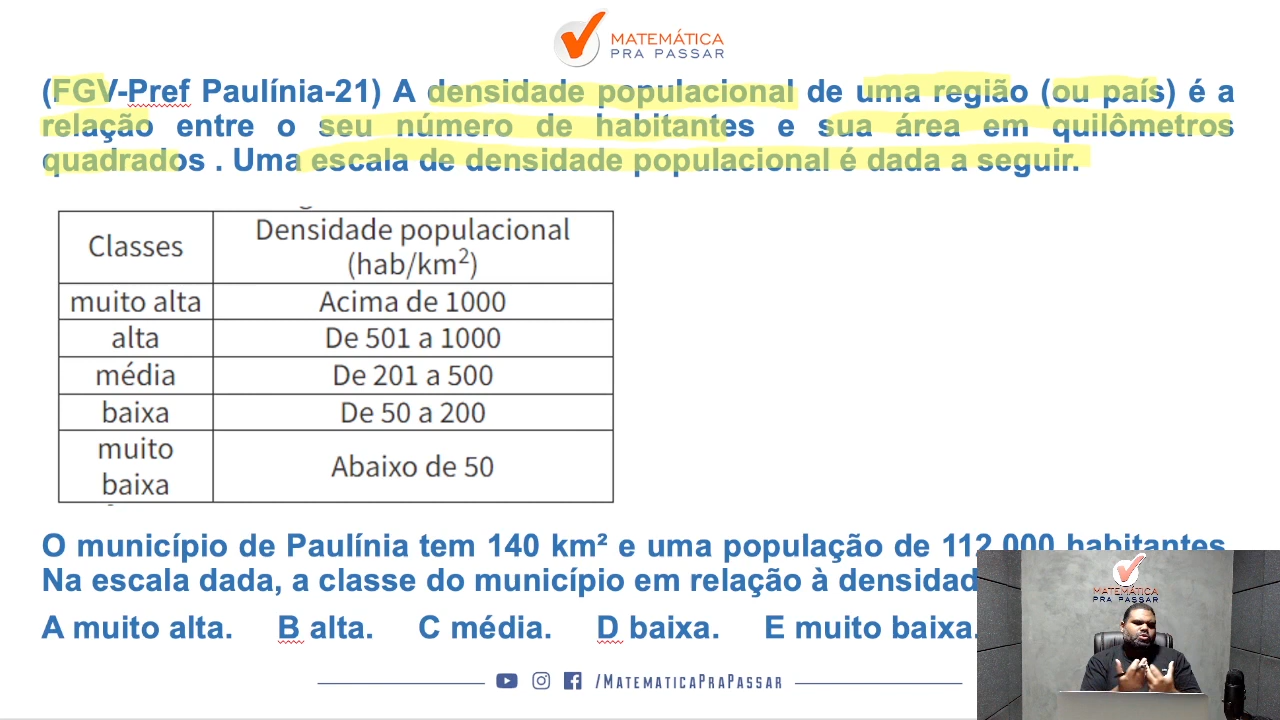 MATEMÁTICA
PRA PASSAR
(FGV-Pref Paulínia-21) A densidade populacional de uma região (ou país) é a
relação entre o seu número de habitantes e sua área em quilômetros
quadrados . Uma escala de densidade populacional é dada a seguir.
Classes
Densidade populacional
(hab/km²)
muito alta Acima de 1000
alta De 501 a 1000
média De 201 a 500
baixa De 50 a 200
muito
baixa
Abaixo de 50
O município de Paulínia tem 140 km² e uma população de 112.000 habitantes.
Na escala dada, a classe do município em relação à
A muito alta. B alta. C média. D baixa. E muito baixa.
/MATEMATICAPRAPASSAR
MATEMÁTICA
PRA PASSAR